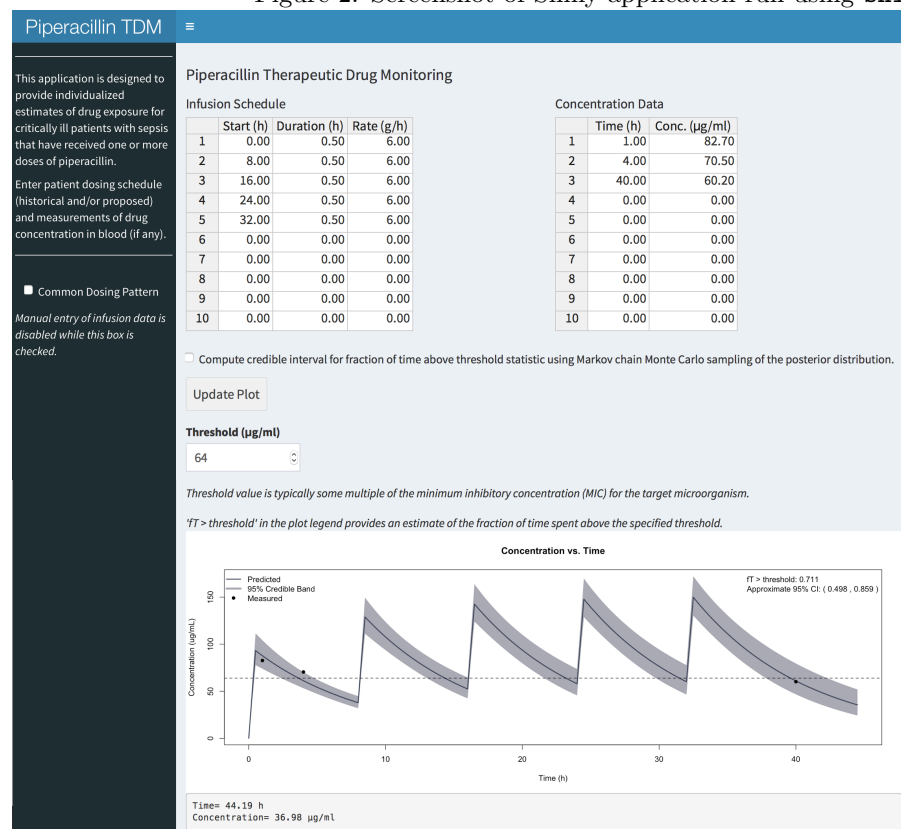 Figure 2: Screenshot of Shiny application run using
Piperacillin TDM
This application is designed to
provide individualized
estimates of drug exposure for
critically ill patients with sepsis
that have received one or more
doses of piperacillin.
Enter patient dosing schedule
(historical and/or proposed)
and measurements of drug
concentration in blood (if any).
Common Dosing Pattern
Manual entry of infusion data is
disabled while this box is
checked.
Piperacillin Therapeutic Drug Monitoring
Infusion Schedule
Start (h) Duration (h) Rate (g/h)
1 0.00 0.50 6.00
2 8.00 0.50 6.00
3 16.00 0.50 6.00
4 24.00 0.50 6.00
5 32.00 0.50 6.00
6 0.00 0.00 0.00
7 0.00 0.00 0.00
8 0.00 0.00 0.00
9 0.00 0.00 0.00
10 0.00 0.00 0.00
Concentration Data
Time (h) Conc. (µg/ml)
1 1.00 82.70
2 4.00 70.50
3 40.00 60.20
4 0.00 0.00
5 0.00 0.00
6 0.00 0.00
7 0.00 0.00
8 0.00 0.00
9 0.00 0.00
10 0.00 0.00
Compute credible interval for fraction of time above threshold statistic using Markov chain Monte Carlo sampling of the posterior distribution.
Update Plot
Threshold (µg/ml)
64
Threshold value is typically some multiple of the minimum inhibitory concentration (MIC) for the target microorganism.
'fT > threshold' in the plot legend provides an estimate of the fraction of time spent above the specified threshold.
Concentration vs. Time
Predicted
95% Credible Band
Measured
fT > threshold: 0.711
Approximate 95% CI: ( 0.498 , 0.859 )
Concentration (ug/mL)
150
100
50
0
0 10 20 30 40
Time (h)
Time= 44.19 h
Concentration= 36.98 µg/ml